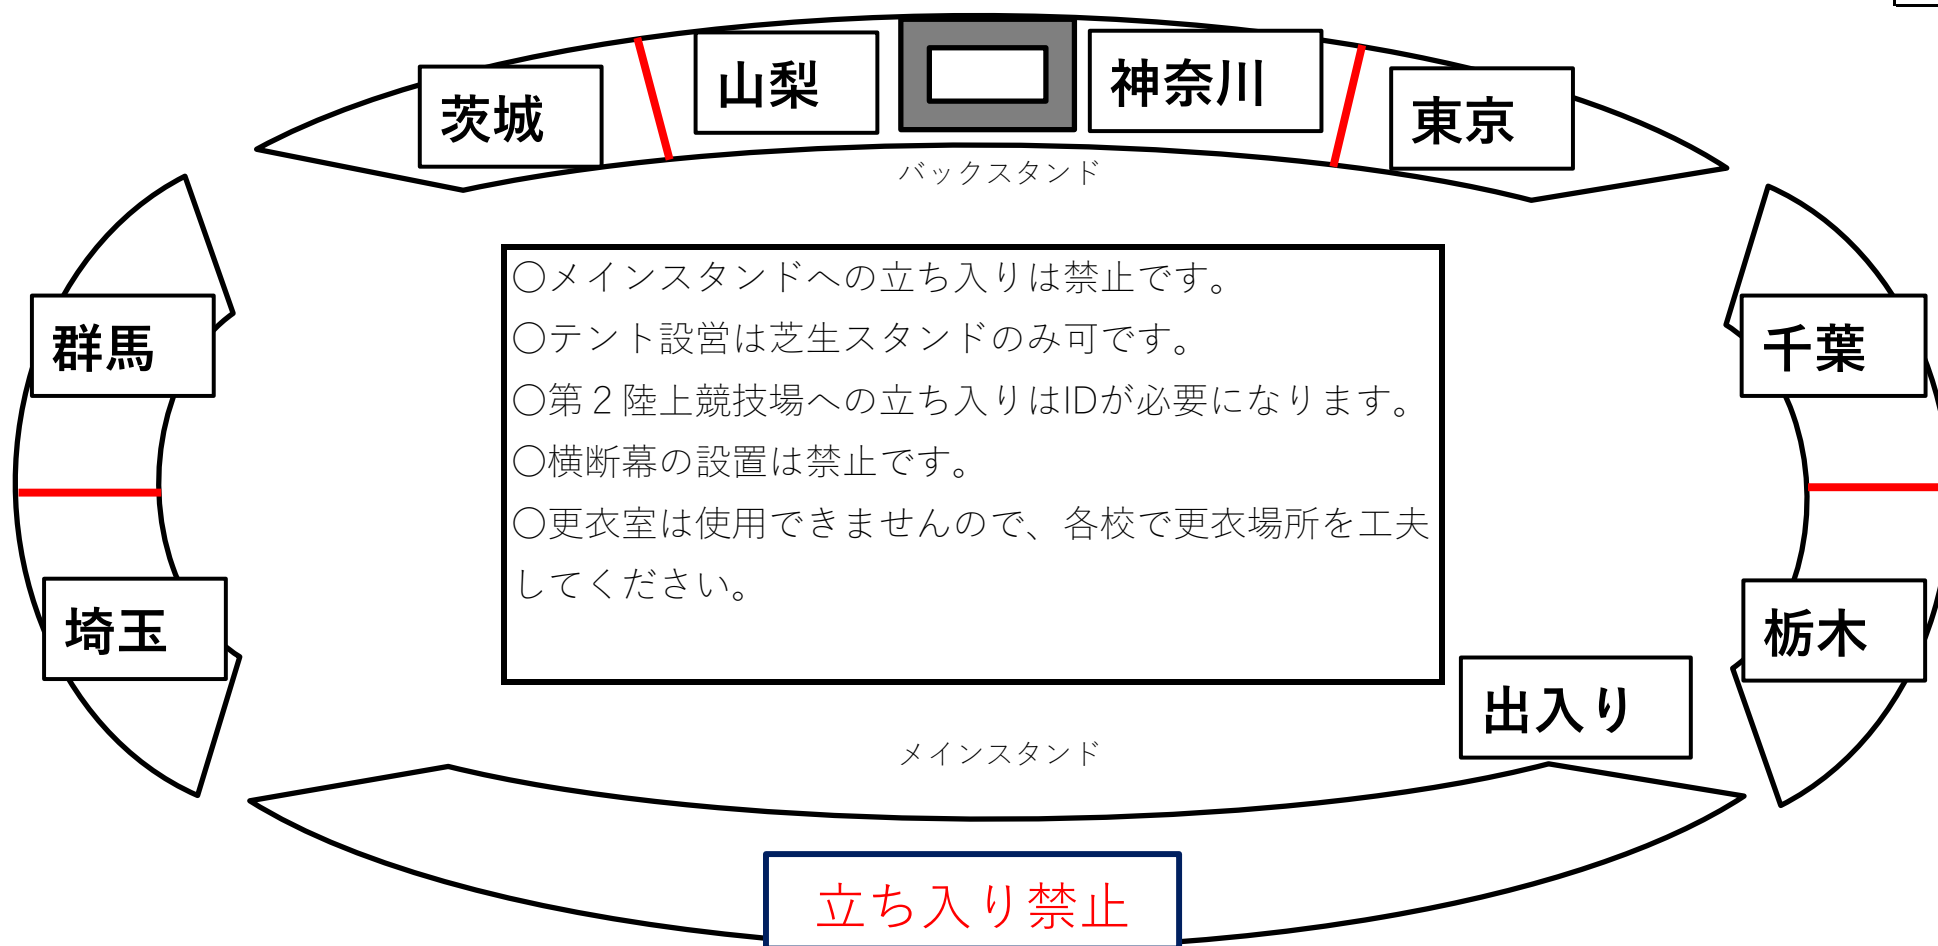 山梨
神奈川
茨城
東京
バックスタンド
○メインスタンドへの立ち入りは禁止です。
○テント設営は芝生スタンドのみ可です。
○第２陸上競技場への立ち入りはIDが必要になります。
○横断幕の設置は禁止です。
○更衣室は使用できませんので、各校で更衣場所を工夫
してください。
群馬
千葉
埼玉
栃木
出入り
メインスタンド
立ち入り禁止